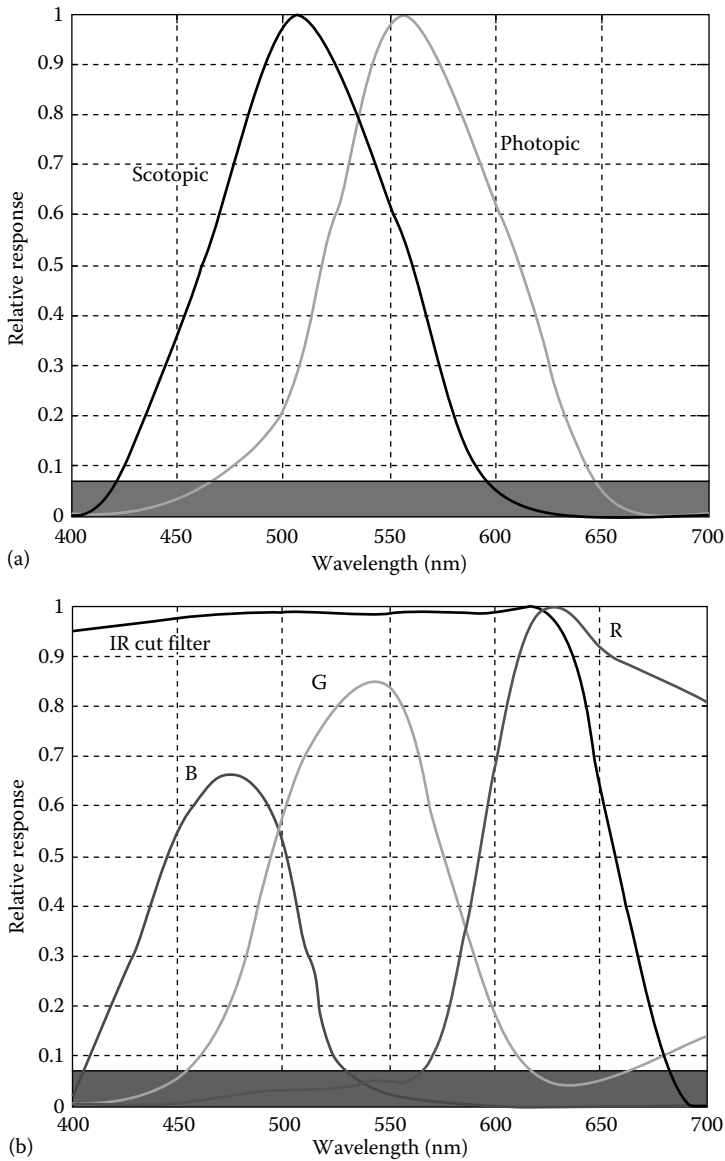 1
0.9
0.8
0.7
0.6
0.5
0.4
0.3
0.2
0.1
0
Relative response
Scotopic
Photopic
400 450 500 550 600 650 700
(a)
Wavelength (nm)
1
0.9
0.8
0.7
0.6
0.5
0.4
0.3
0.2
0.1
0
Relative response
IR cut filter
R
G
B
400 450 500 550 600 650 700
(b)
Wavelength (nm)